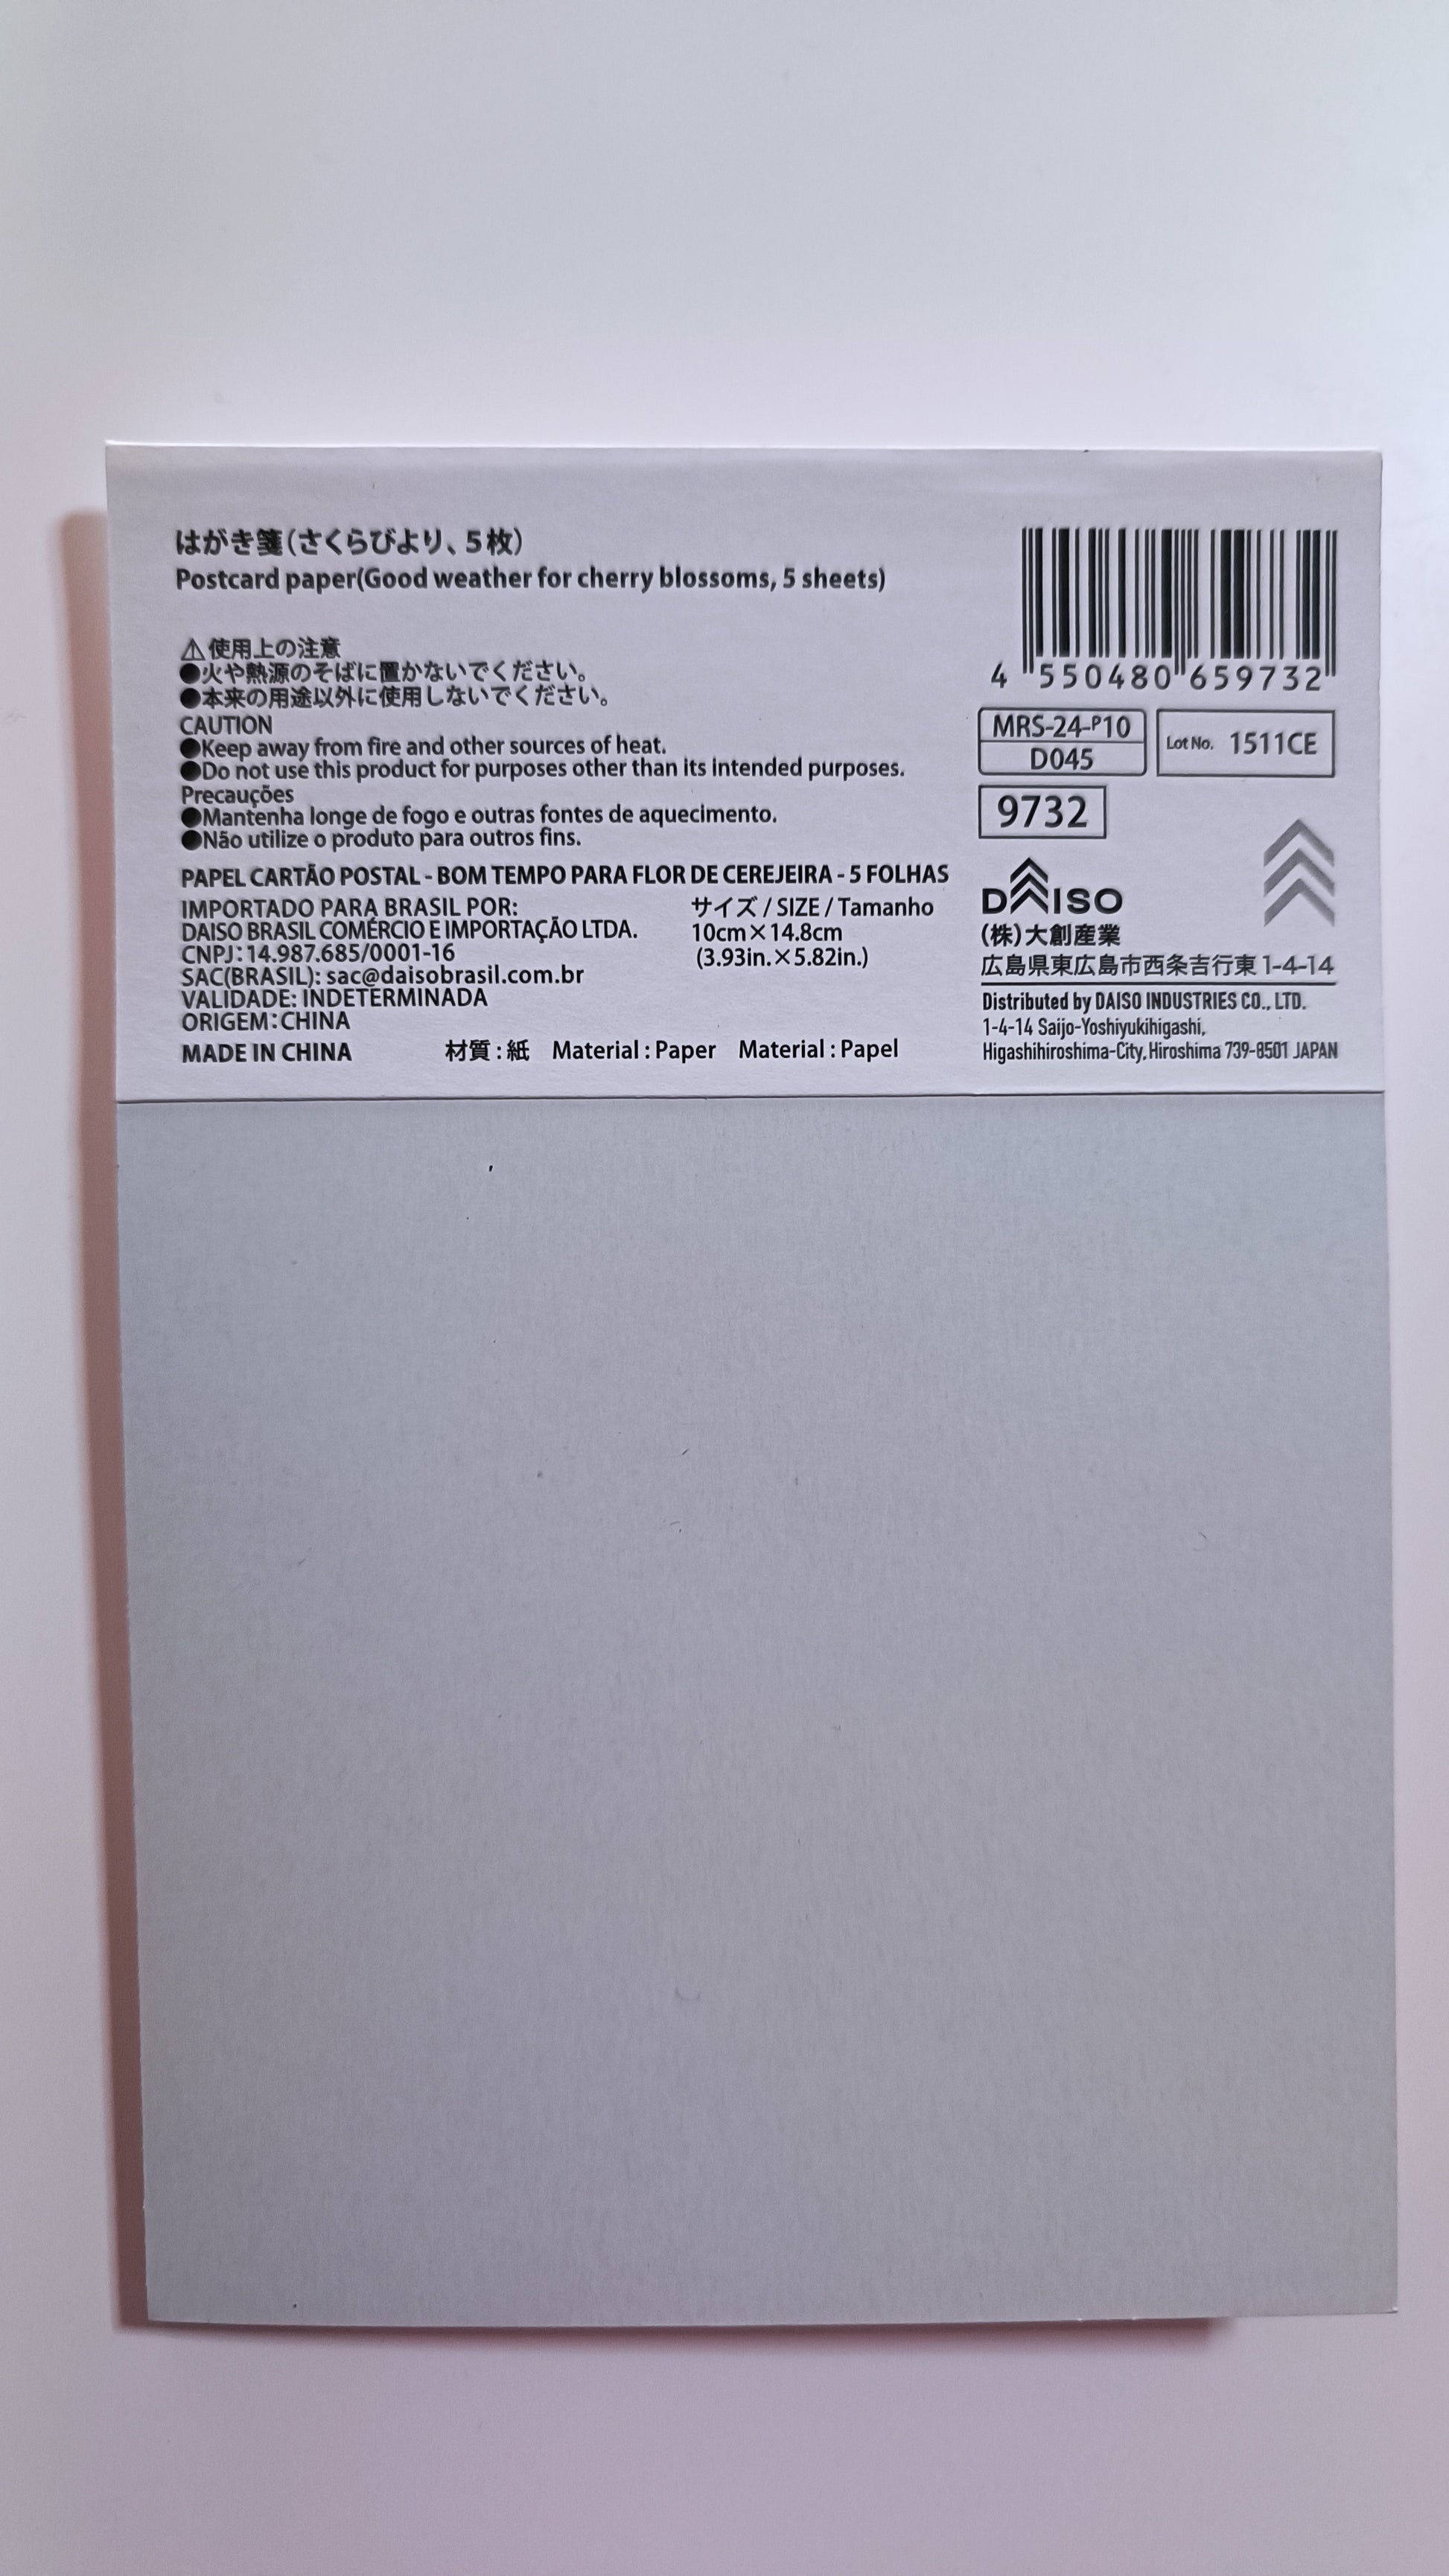 はがき箋(さくらびより、5枚)
Postcard paper(Good weather for cherry blossoms, 5 sheets)
⚠使用上の注意
●火や熱源のそばに置かないでください。
●本来の用途以外に使用しないでください。
CAUTION
●Keep away from fire and other sources of heat.
●Do not use this product for purposes other than its intended purposes.
Precauções
●Mantenha longe de fogo e outras fontes de aquecimento.
●Não utilize o produto para outros fins.
PAPEL CARTÃO POSTAL - BOM TEMPO PARA FLOR DE CEREJEIRA - 5 FOLHAS
IMPORTADO PARA BRASIL POR:
DAISO BRASIL COMÉRCIO E IMPORTAÇÃO LTDA.
CNPJ: 14.987.685/0001-16
SAC(BRASIL): sac@daisobrasil.com.br
VALIDADE: INDETERMINADA
ORIGEM: CHINA
MADE IN CHINA
サイズ / SIZE / Tamanho
10cm×14.8cm
(3.93in.×5.82in.)
材質:紙 Material : Paper Material : Papel
4 550480 659732
MRS-24-P10
D045
Lot No. 1511CE
9732
DAISO
(株)大創産業
広島県東広島市西条吉行東1-4-14
Distributed by DAISO INDUSTRIES CO., LTD.
1-4-14 Saijo-Yoshiyukihigashi,
Higashihiroshima-City, Hiroshima 739-8501 JAPAN